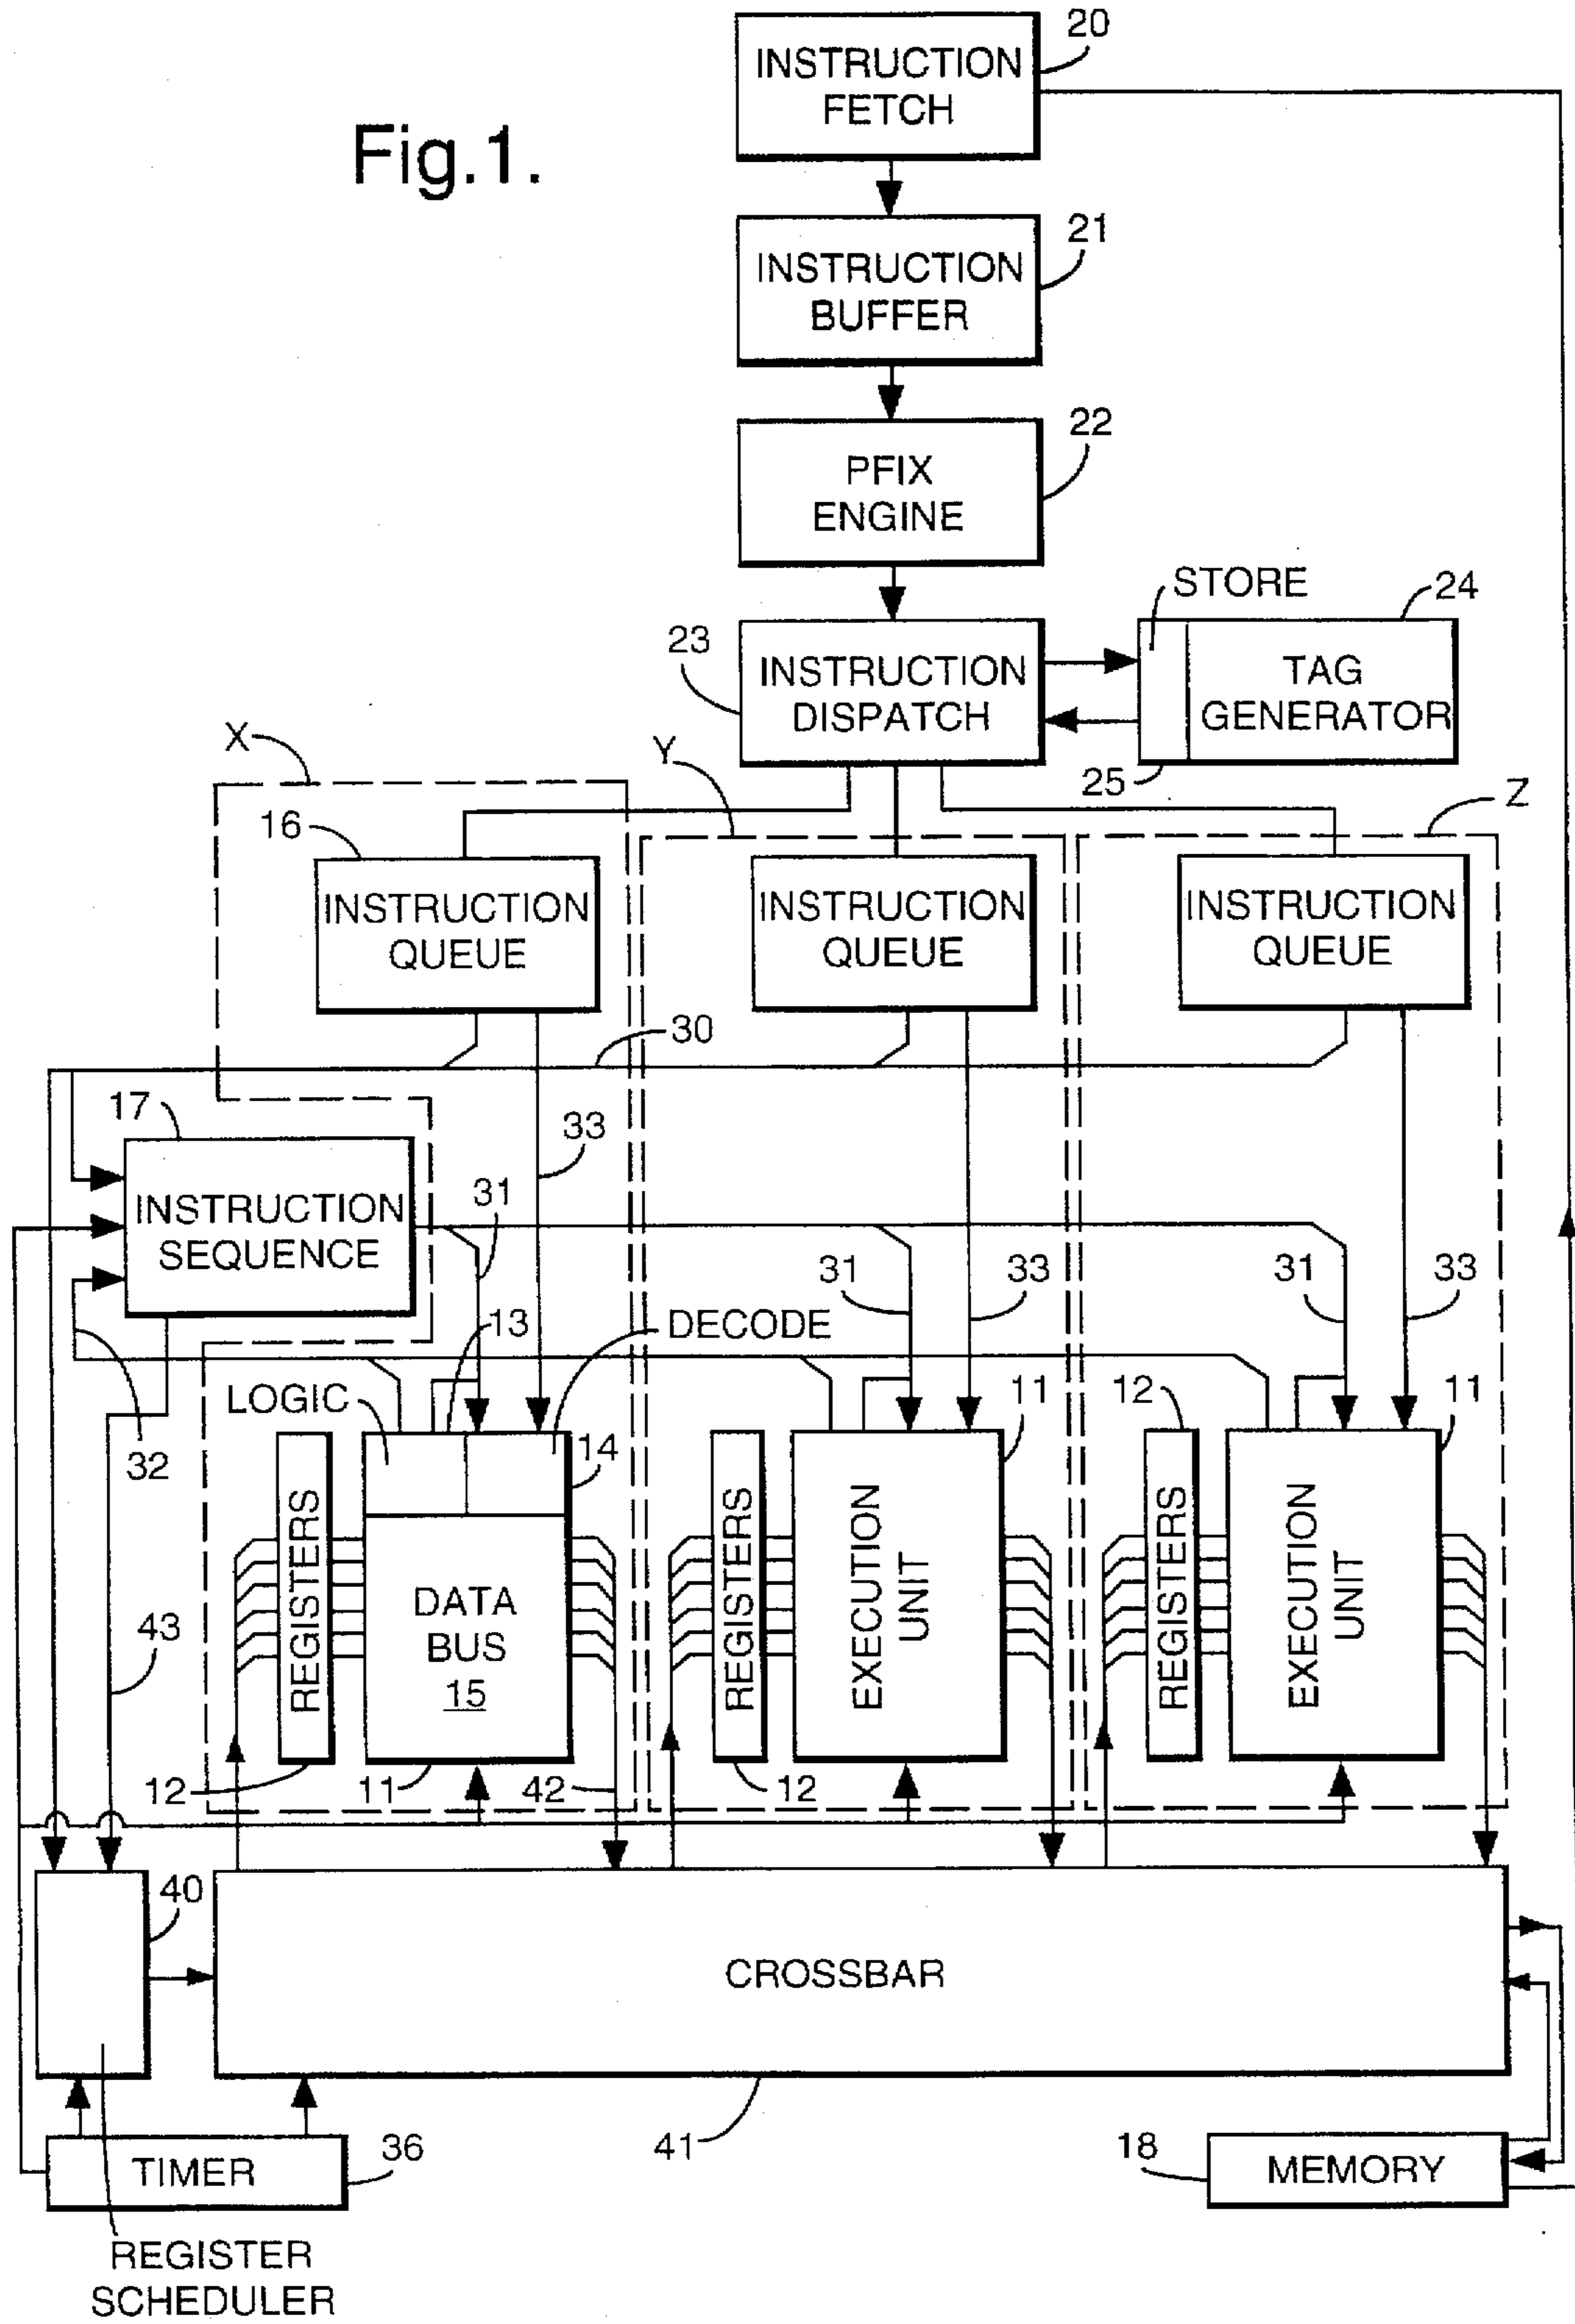 Fig.1.
20
INSTRUCTION
FETCH
21
INSTRUCTION
BUFFER
22
PFIX
ENGINE
STORE
24
23
INSTRUCTION
DISPATCH
TAG
GENERATOR
25
X
Y
Z
16
INSTRUCTION
QUEUE
INSTRUCTION
QUEUE
INSTRUCTION
QUEUE
30
17
33
INSTRUCTION
SEQUENCE
31
31
33
31
33
13
DECODE
LOGIC
32
14
11
12
11
REGISTERS
DATA
BUS
15
REGISTERS
EXECUTION
UNIT
REGISTERS
EXECUTION
UNIT
43
12
11
42
12
40
CROSSBAR
41
TIMER
36
18
MEMORY
REGISTER
SCHEDULER